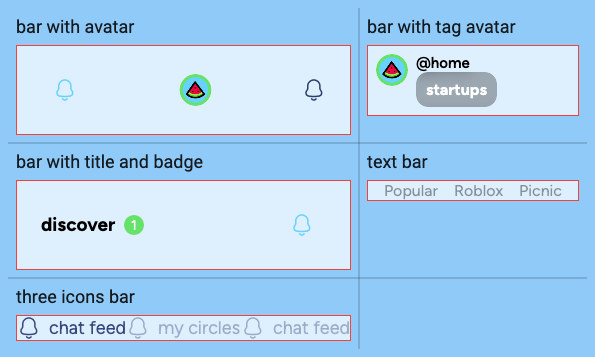 bar with avatar
bar with tag avatar
@home
startups
bar with title and badge
discover 1
text bar
Popular Roblox Picnic
three icons bar
chat feed my circles chat feed